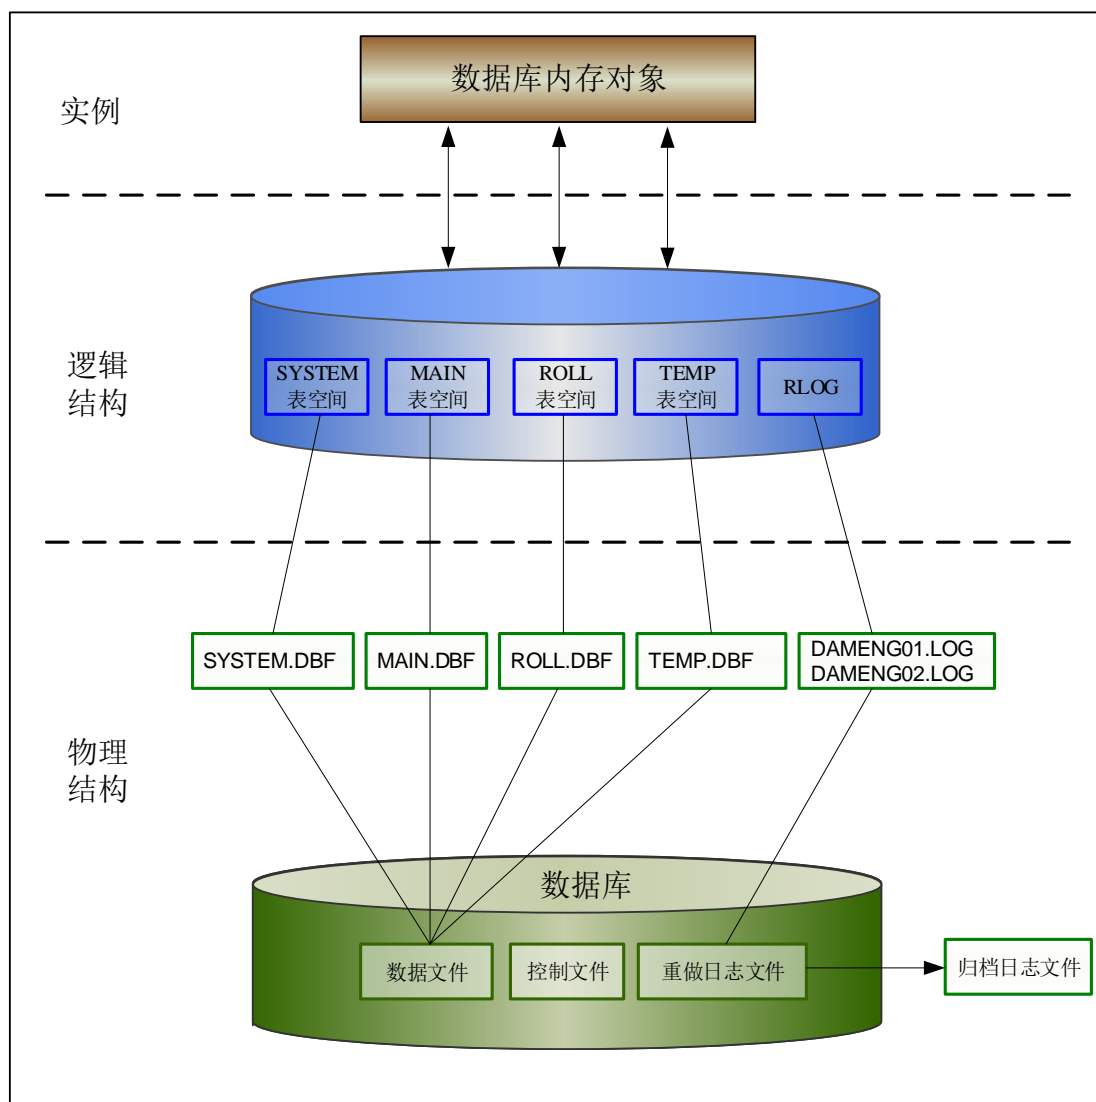 数据库内存对象
实例
逻辑
结构
SYSTEM
表空间
MAIN
表空间
ROLL
表空间
TEMP
表空间
RLOG
SYSTEM.DBF
MAIN.DBF
ROLL.DBF
TEMP.DBF
DAMENG01.LOG
DAMENG02.LOG
物理
结构
数据库
数据文件
控制文件
重做日志文件
归档日志文件